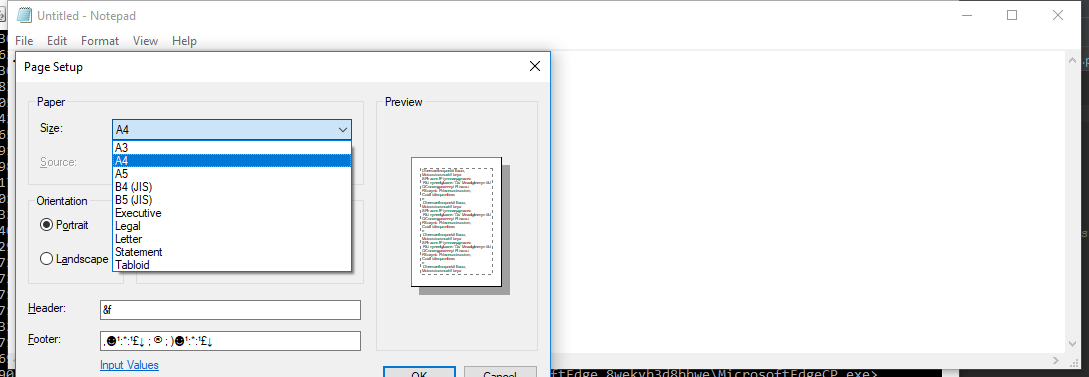 Untitled - Notepad
File Edit Format View Help
Page Setup
Paper
Size:
A4
Source:
A3
A4
A5
B4 (JIS)
B5 (JIS)
Executive
Legal
Letter
Statement
Tabloid
Orientation
Portrait
Landscape
Preview
Header:
&f
Footer:
Input Values
OK
Cancel
8wekyb3d8bbwe\MicrosoftEdgeCP.exe>